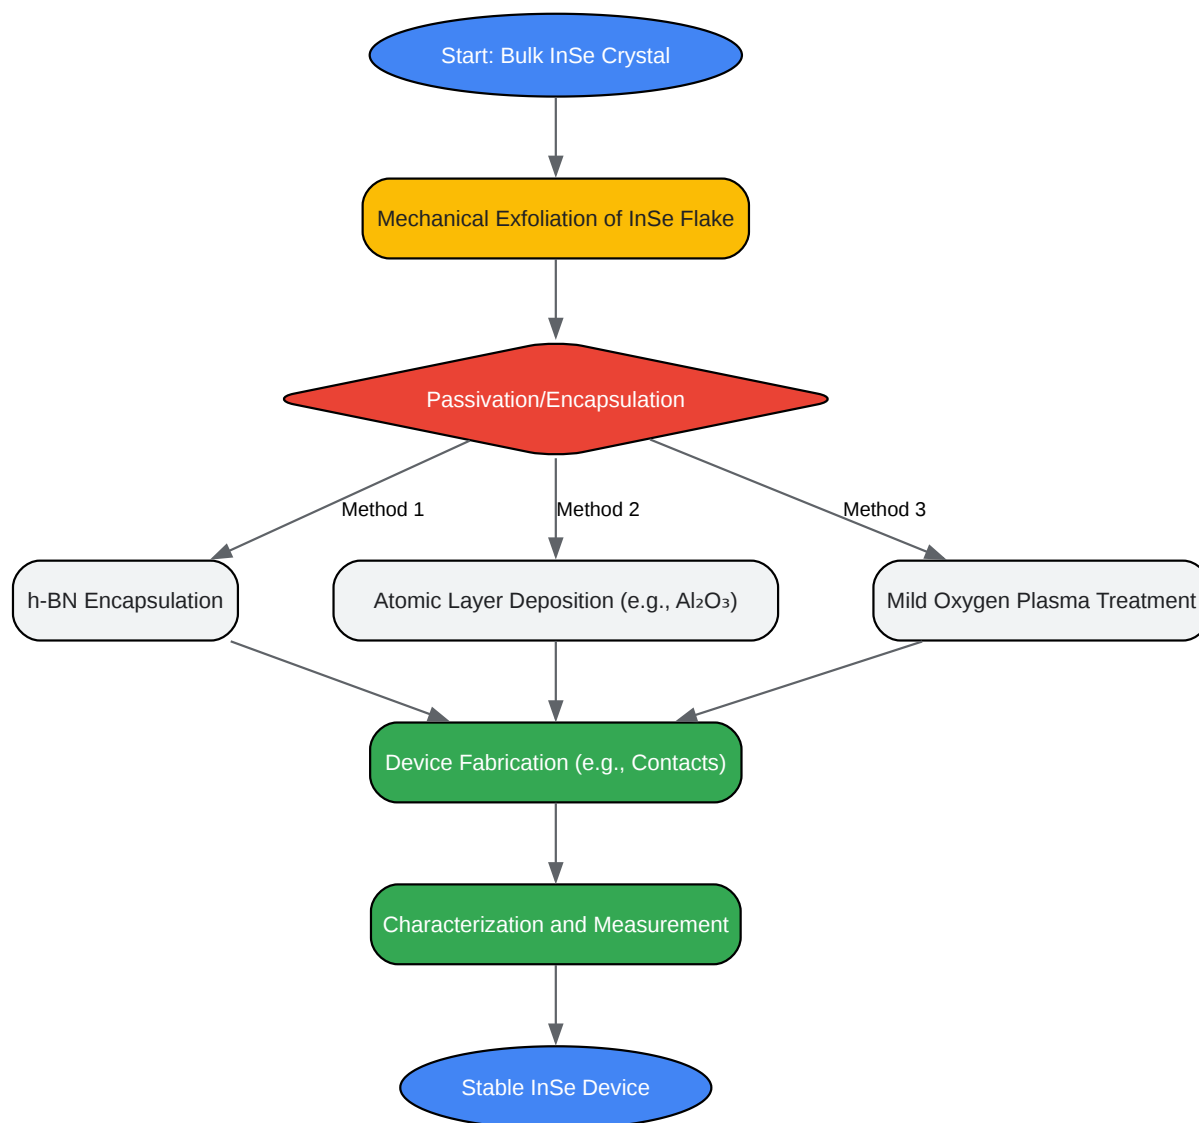 Start: Bulk InSe Crystal
Mechanical Exfoliation of InSe Flake
Passivation/Encapsulation
Method 1
Method 2
Method 3
h-BN Encapsulation
Atomic Layer Deposition (e.g., Al₂O₃)
Mild Oxygen Plasma Treatment
Device Fabrication (e.g., Contacts)
Characterization and Measurement
Stable InSe Device